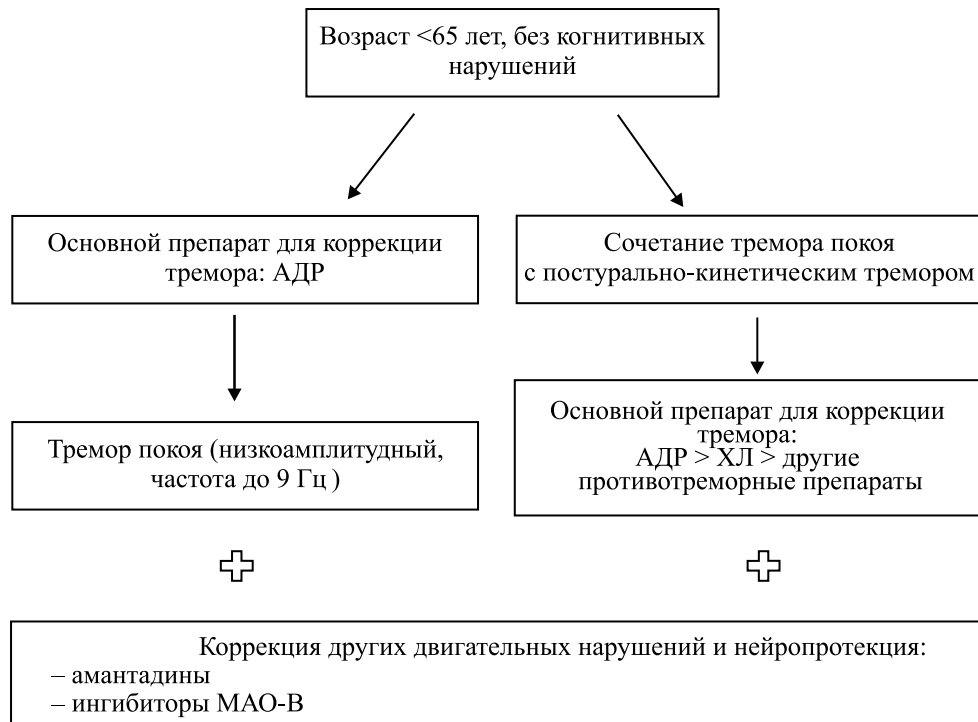 Возраст <65 лет, без когнитивных
нарушений
Основной препарат для коррекции
тремора: АДР
Сочетание тремора покоя
с постурально-кинетическим тремором
Тремор покоя (низкоамплитудный,
частота до 9 Гц )
Основной препарат для коррекции
тремора:
АДР > ХЛ > другие
противотреморные препараты
Коррекция других двигательных нарушений и нейропротекция:
– амантадины
– ингибиторы МАО-В